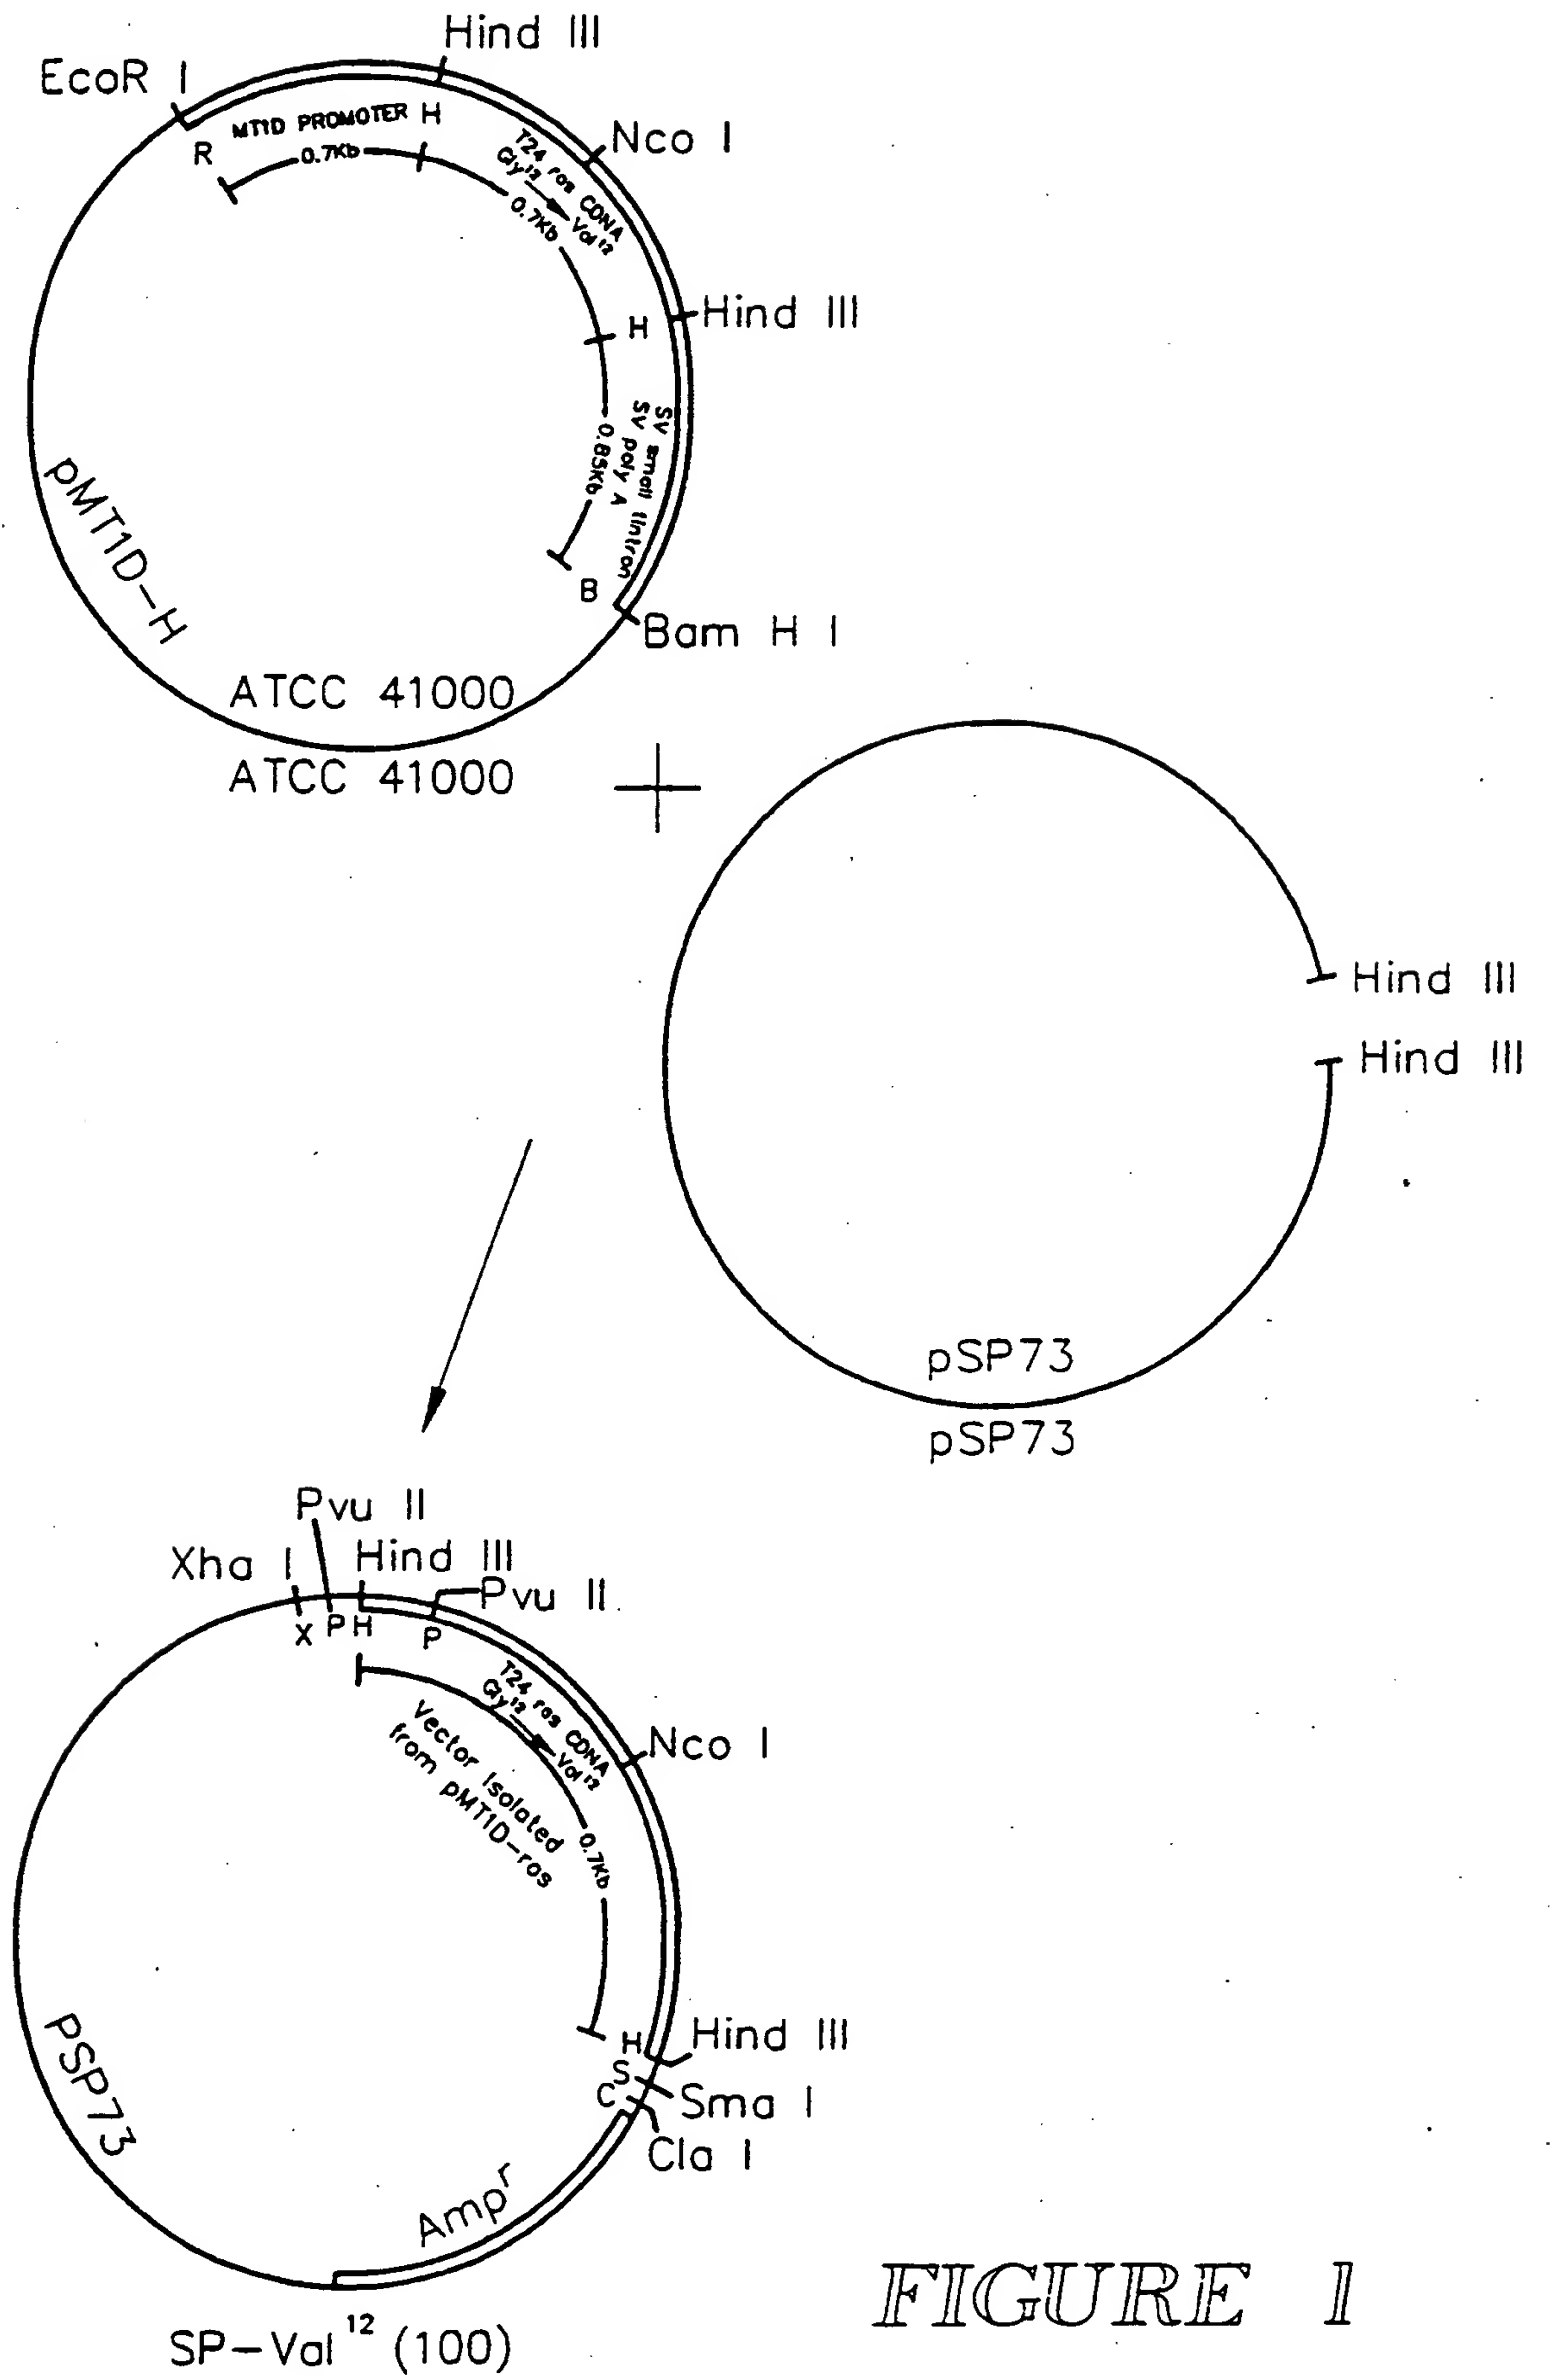 Hind III
EcoR I
MT1D PROMOTER
H
R
0.7Kb
Nco I
T24 ras CDNA
Gly12 → Val12
0.7Kb
Hind III
H
SV small (Intron
SV poly A
0.85Kb
B
Bam H I
pMT1D-H
ATCC 41000
ATCC 41000
+
Hind III
Hind III
pSP73
pSP73
Pvu II
Xha I
Hind III
Pvu II
X
P
H
P
T24 ras CDNA
Gly12 → Val12
Nco I
Vector Isolated
from pMT1D-ras
0.7Kb
H
Hind III
S
Sma I
C
Cla I
PSP73
Amp r
SP-Val 12 (100)
FIGURE 1